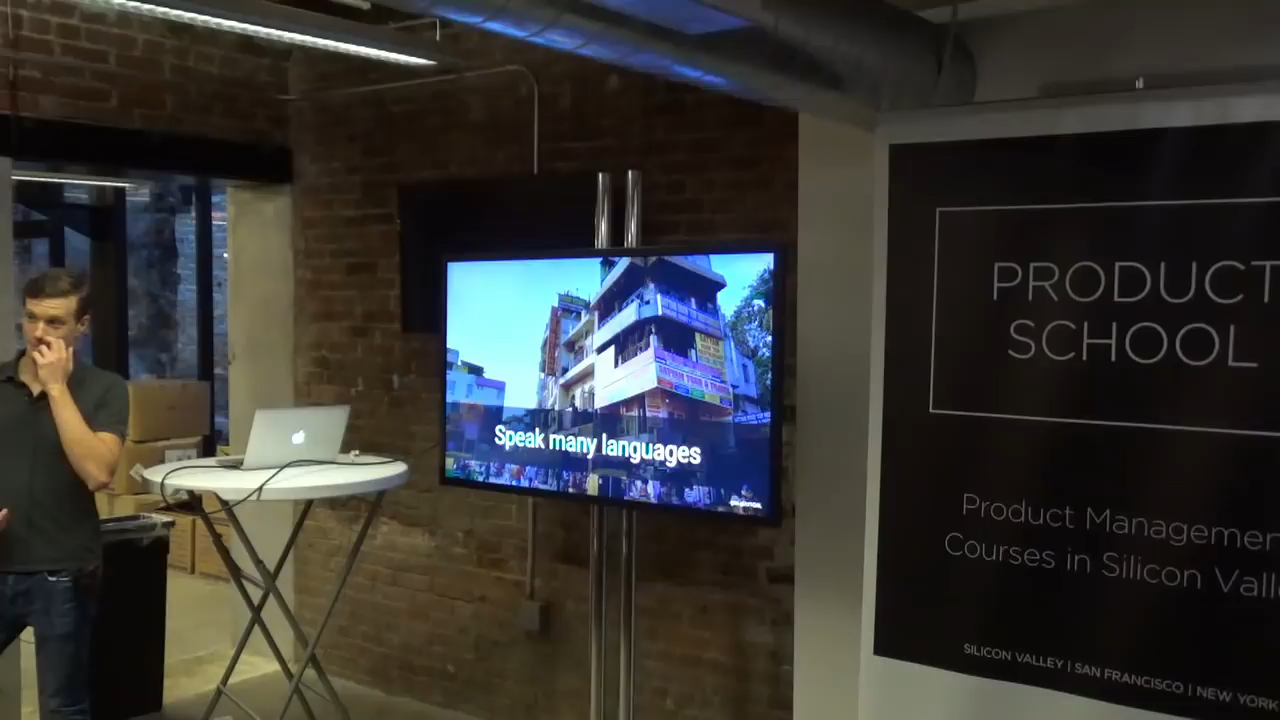 Speak many languages
PRODUCT
SCHOOL
Product Managemen
Courses in Silicon Vall
SILICON VALLEY | SAN FRANCISCO | NEW YORK